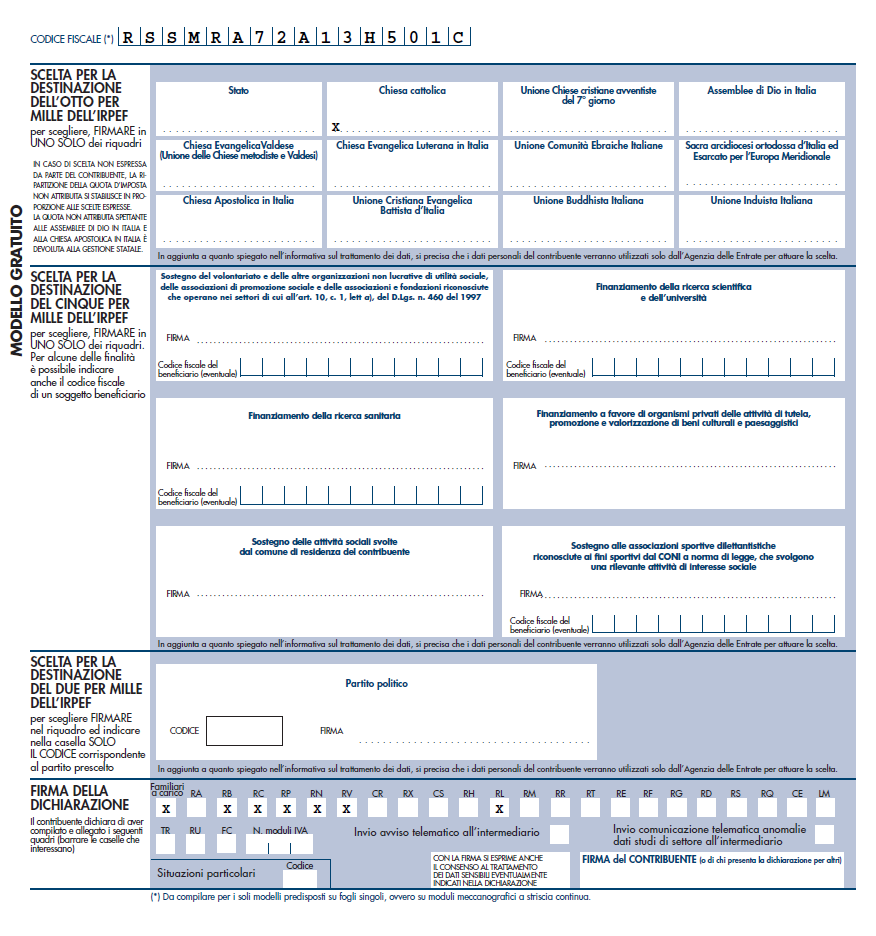 CODICE FISCALE (*) R S S M R A 7 2 A 1 3 H 5 0 1 C
MODELLO GRATUITO
SCELTA PER LA
DESTINAZIONE
DELL'OTTO PER
MILLE DELL'IRPEF
per scegliere, FIRMARE in
UNO SOLO dei riquadri
IN CASO DI SCELTA NON ESPRESSA
DA PARTE DEL CONTRIBUENTE, LA RI-
PARTIZIONE DELLA QUOTA D'IMPOSTA
NON ATTRIBUITA SI STABILISCE IN PRO-
PORZIONE ALLE SCELTE ESPRESSE.
LA QUOTA NON ATTRIBUITA SPETTANTE
ALLE ASSEMBLEE DI DIO IN ITALIA E
ALLA CHIESA APOSTOLICA IN ITALIA È
DEVOLUTA ALLA GESTIONE STATALE.
Stato
Chiesa cattolica
X
Unione Chiese cristiane avventiste
del 7° giorno
Assemblee di Dio in Italia
Chiesa EvangelicaValdese
(Unione delle Chiese metodiste e Valdesi)
Chiesa Evangelica Luterana in Italia
Unione Comunità Ebraiche Italiane
Sacra arcidiocesi ortodossa d'Italia ed
Esarcato per l'Europa Meridionale
Chiesa Apostolica in Italia
Unione Cristiana Evangelica
Battista d'Italia
Unione Buddhista Italiana
Unione Induista Italiana
In aggiunta a quanto spiegato nell'informativa sul trattamento dei dati, si precisa che i dati personali del contribuente verranno utilizzati solo dall'Agenzia delle Entrate per attuare la scelta.
SCELTA PER LA
DESTINAZIONE
DEL CINQUE PER
MILLE DELL'IRPEF
per scegliere, FIRMARE in
UNO SOLO dei riquadri.
Per alcune delle finalità
è possibile indicare
anche il codice fiscale
di un soggetto beneficiario
Sostegno del volontariato e delle altre organizzazioni non lucrative di utilità sociale,
delle associazioni di promozione sociale e delle associazioni e fondazioni riconosciute
che operano nei settori di cui all'art. 10, c. 1, lett a), del D.Lgs. n. 460 del 1997
FIRMA
Codice fiscale del
beneficiario (eventuale)
Finanziamento della ricerca scientifica
e dell'università
FIRMA
Codice fiscale del
beneficiario (eventuale)
Finanziamento della ricerca sanitaria
FIRMA
Codice fiscale del
beneficiario (eventuale)
Finanziamento a favore di organismi privati delle attività di tutela,
promozione e valorizzazione di beni culturali e paesaggistici
FIRMA
Sostegno delle attività sociali svolte
dal comune di residenza del contribuente
FIRMA
Sostegno alle associazioni sportive dilettantistiche
riconosciute ai fini sportivi dal CONI a norma di legge, che svolgono
una rilevante attività di interesse sociale
FIRMA
Codice fiscale del
beneficiario (eventuale)
In aggiunta a quanto spiegato nell'informativa sul trattamento dei dati, si precisa che i dati personali del contribuente verranno utilizzati solo dall'Agenzia delle Entrate per attuare la scelta.
SCELTA PER LA
DESTINAZIONE
DEL DUE PER MILLE
DELL'IRPEF
per scegliere FIRMARE
nel riquadro ed indicare
nella casella SOLO
IL CODICE corrispondente
al partito prescelto
Partito politico
CODICE
FIRMA
In aggiunta a quanto spiegato nell'informativa sul trattamento dei dati, si precisa che i dati personali del contribuente verranno utilizzati solo dall'Agenzia delle Entrate per attuare la scelta.
FIRMA DELLA
DICHIARAZIONE
Il contribuente dichiara di aver
compilato e allegato i seguenti
quadri (barrare le caselle che
interessano)
Familiari
a carico RA RB RC RP RN RV CR RX CS RH RL RM RR RT RE RF RG RD RS RQ CE LM
X X X X X X X
TR RU FC N. moduli IVA
Invio avviso telematico all'intermediario
Invio comunicazione telematica anomalie
dati studi di settore all'intermediario
Situazioni particolari
Codice
CON LA FIRMA SI ESPRIME ANCHE
IL CONSENSO AL TRATTAMENTO
DEI DATI SENSIBILI EVENTUALMENTE
INDICATI NELLA DICHIARAZIONE
FIRMA del CONTRIBUENTE (o di chi presenta la dichiarazione per altri)
(*) Da compilare per i soli modelli predisposti su fogli singoli, ovvero su moduli meccanografici a striscia continua.